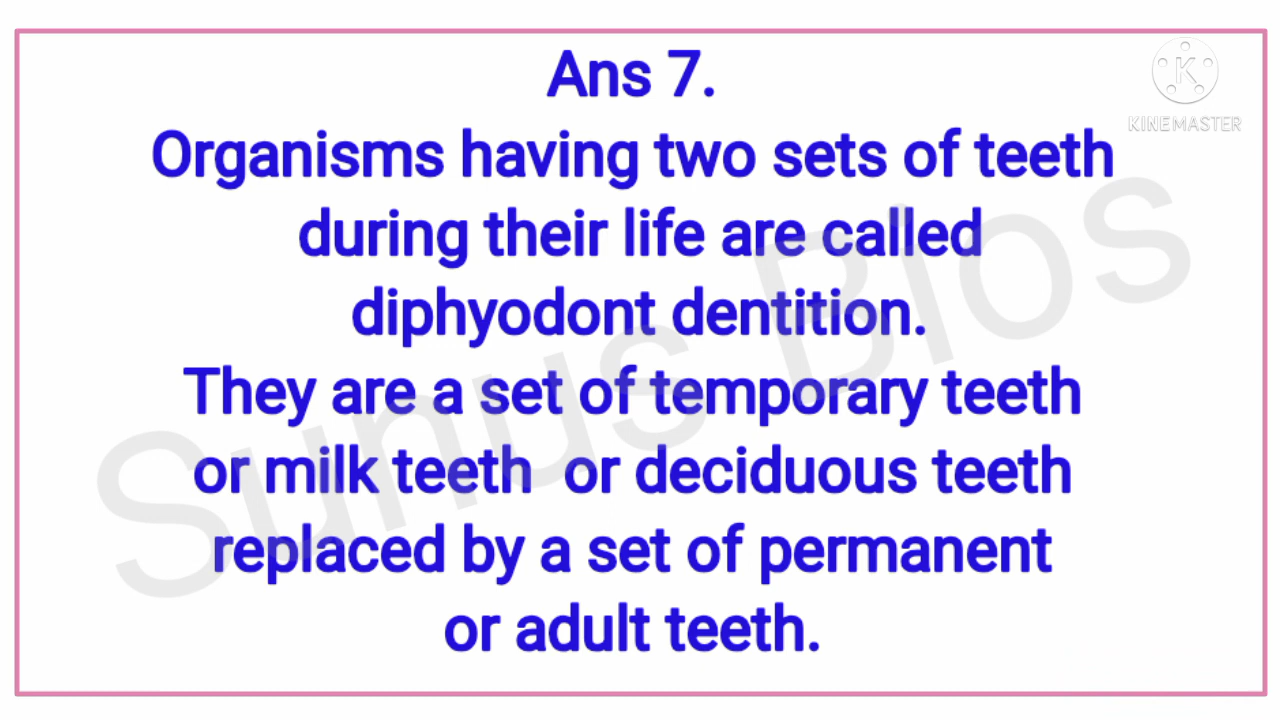 Ans 7.
K
KINEMASTER
Organisms having two sets of teeth
during their life are called
diphyodont dentition.
They are a set of temporary teeth
or milk teeth or deciduous teeth
replaced by a set of permanent
or adult teeth.
Sunus Bios